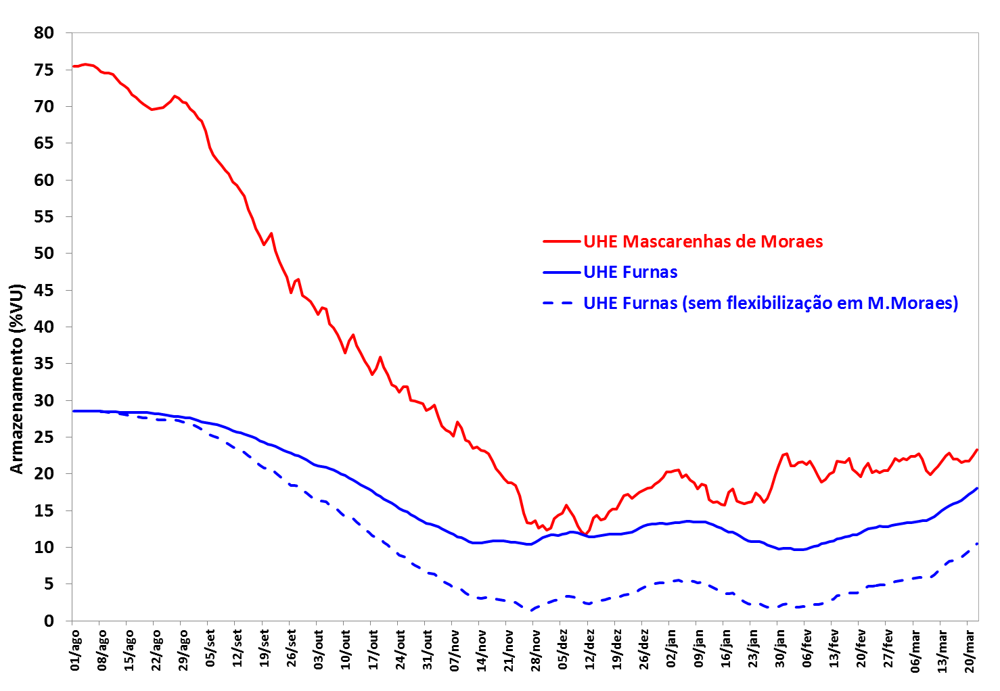 80
75
70
65
60
55
50
45
40
35
30
25
20
15
10
5
0
Armazenamento (%VU)
UHE Mascarenhas de Moraes
UHE Furnas
UHE Furnas (sem flexibilização em M.Moraes)
01/ago
08/ago
15/ago
22/ago
29/ago
05/set
12/set
19/set
26/set
03/out
10/out
17/out
24/out
31/out
07/nov
14/nov
21/nov
28/nov
05/dez
12/dez
19/dez
26/dez
02/jan
09/jan
16/jan
23/jan
30/jan
06/fev
13/fev
20/fev
27/fev
06/mar
13/mar
20/mar